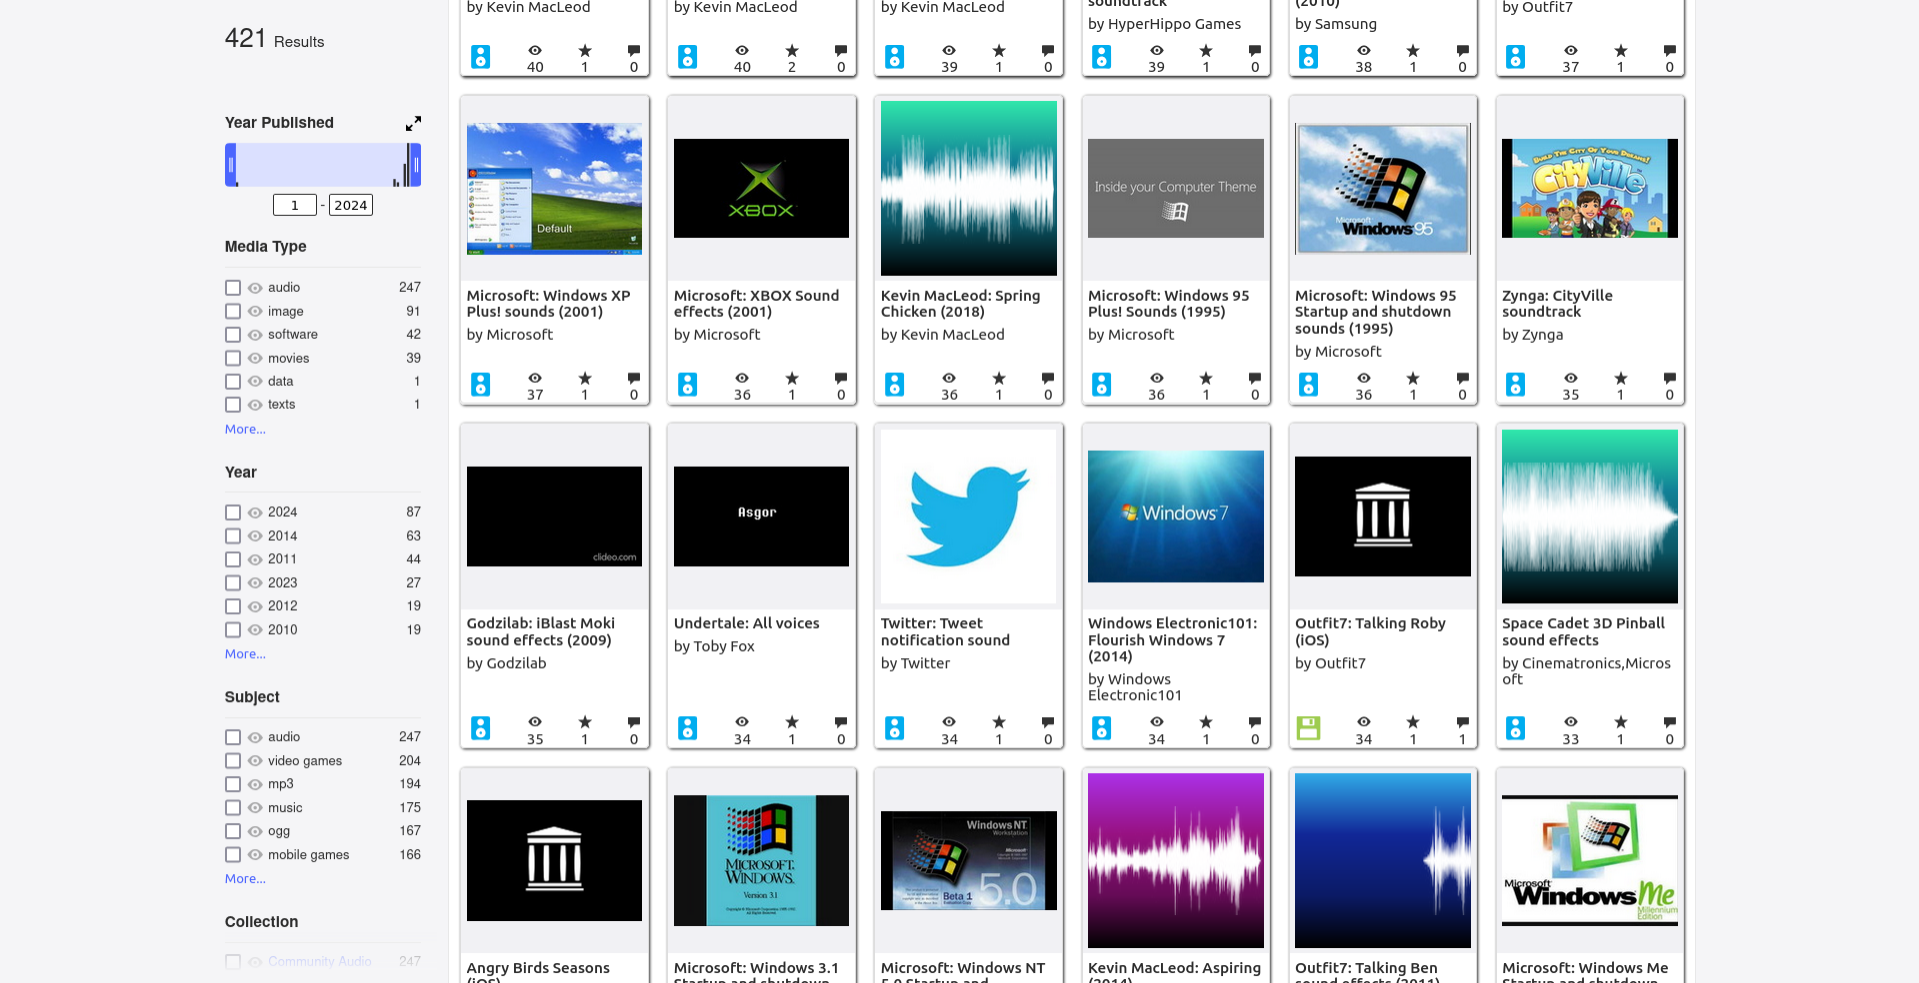 by Kevin MacLeod
by Kevin MacLeod
by Kevin MacLeod
soundtrack
by HyperHippo Games
(2010)
by Samsung
by Outfit7
40 1 0
40 2 0
39 1 0
39 1 0
38 1 0
37 1 0
421 Results
Year Published
1 - 2024
Media Type
audio 247
image 91
software 42
movies 39
data 1
texts 1
More...
Year
2024 87
2014 63
2011 44
2023 27
2012 19
2010 19
More...
Subject
audio 247
video games 204
mp3 194
music 175
ogg 167
mobile games 166
More...
Collection
Community Audio 247
Default
Microsoft: Windows XP
Plus! sounds (2001)
by Microsoft
37 1 0
XBOX
Microsoft: XBOX Sound
effects (2001)
by Microsoft
36 1 0
Kevin MacLeod: Spring
Chicken (2018)
by Kevin MacLeod
36 1 0
Inside your Computer Theme
Microsoft: Windows 95
Plus! Sounds (1995)
by Microsoft
36 1 0
Microsoft
Windows 95
Microsoft: Windows 95
Startup and shutdown
sounds (1995)
by Microsoft
36 1 0
BUILD THE CITY OF YOUR DREAMS!
CityVille
Zynga: CityVille
soundtrack
by Zynga
35 1 0
clideo.com
Godzilab: iBlast Moki
sound effects (2009)
by Godzilab
35 1 0
Asgor
Undertale: All voices
by Toby Fox
34 1 0
Twitter: Tweet
notification sound
by Twitter
34 1 0
Windows 7
Windows Electronic101:
Flourish Windows 7
(2014)
by Windows
Electronic101
34 1 0
Outfit7: Talking Roby
(iOS)
by Outfit7
34 1 1
Space Cadet 3D Pinball
sound effects
by Cinematronics,Micros
oft
33 1 0
Angry Birds Seasons
(iOS)
MICROSOFT.
WINDOWS.
Version 3.1
Microsoft: Windows 3.1
Startup and shutdown
Windows NT
Workstation
Microsoft
Beta 1
5.0
Microsoft: Windows NT
5.0 Startup and
Kevin MacLeod: Aspiring
(2014)
Outfit7: Talking Ben
sound effects (2011)
Microsoft
Windows Me
Millennium
Edition
Microsoft: Windows Me
Startup and shutdown